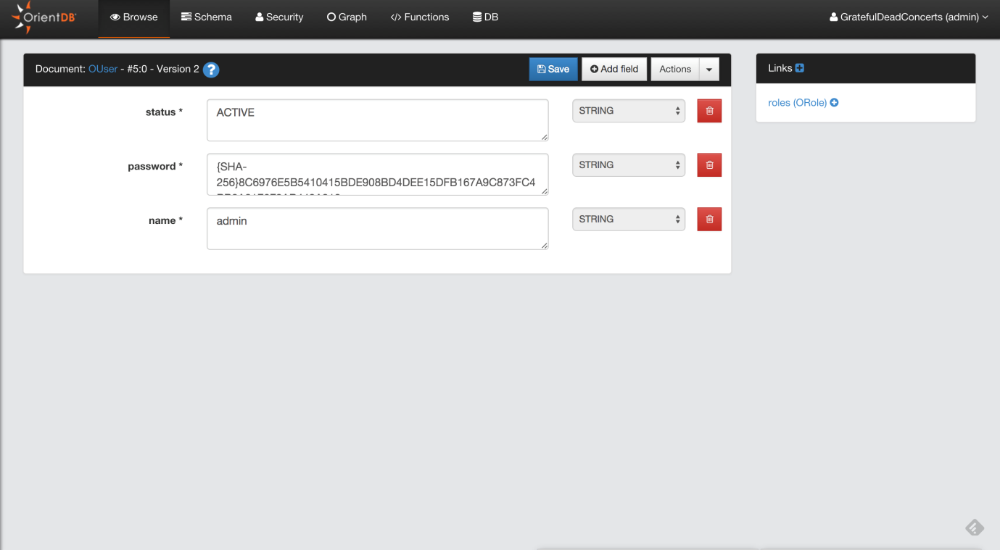 OrientDB
Browse
Schema
Security
Graph
</> Functions
DB
GratefulDeadConcerts (admin)
Document: OUser - #5:0 - Version 2 ?
Save
Add field
Actions
status *
ACTIVE
STRING
password *
{SHA-
256}8C6976E5B5410415BDE908BD4DEE15DFB167A9C873FC4
STRING
name *
admin
STRING
Links
roles (ORole)